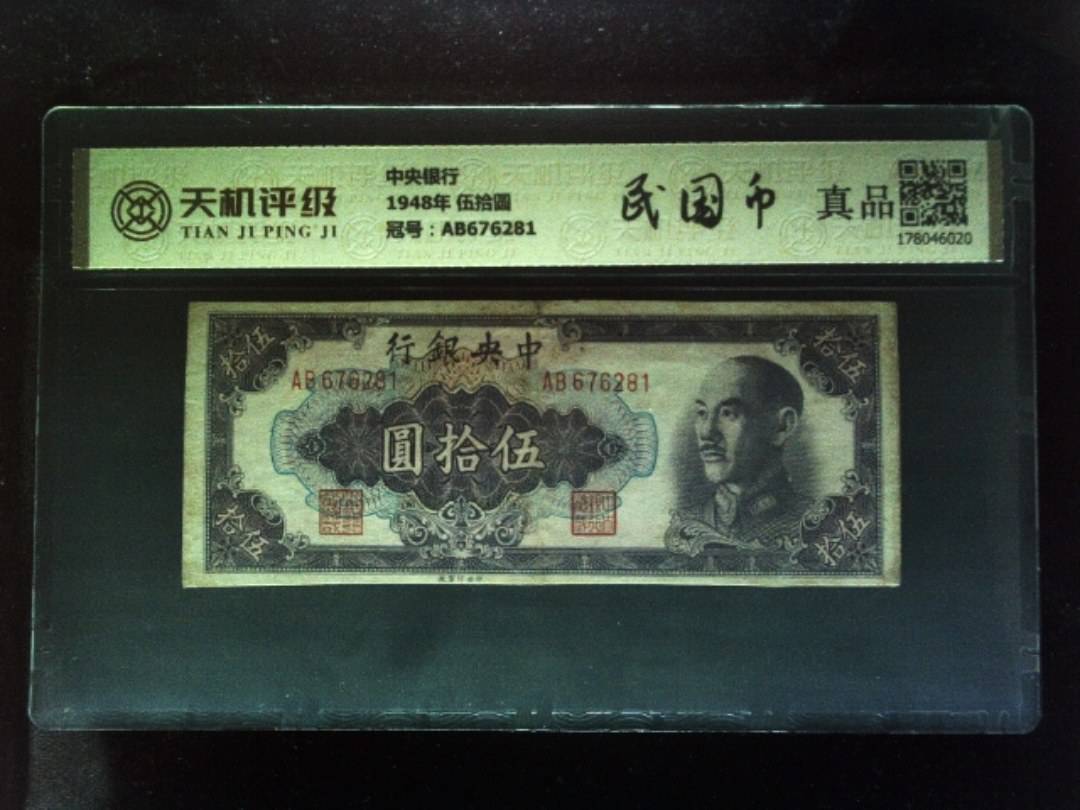 天机评级
TIAN JI PING JI
中央银行
1948年 伍拾圓
冠号：AB676281
民国币
真品
178046020
伍拾
行銀央中
伍拾
AB676281
AB676281
圓拾伍
拾伍
拾伍